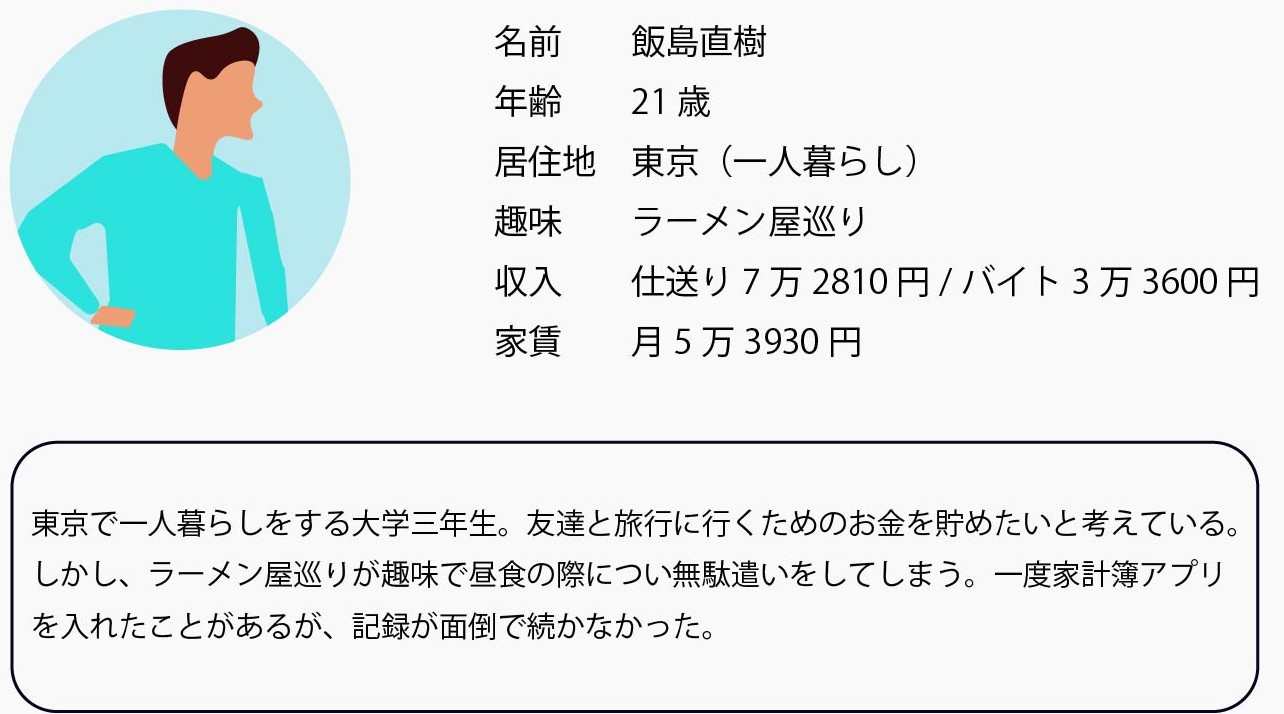 名前　飯島直樹
年齢　21 歳
居住地　東京（一人暮らし）
趣味　ラーメン屋巡り
収入　仕送り 7 万 2810 円 / バイト 3 万 3600 円
家賃　月 5 万 3930 円
東京で一人暮らしをする大学三年生。友達と旅行に行くためのお金を貯めたいと考えている。
しかし、ラーメン屋巡りが趣味で昼食の際につい無駄遣いをしてしまう。一度家計簿アプリ
を入れたことがあるが、記録が面倒で続かなかった。